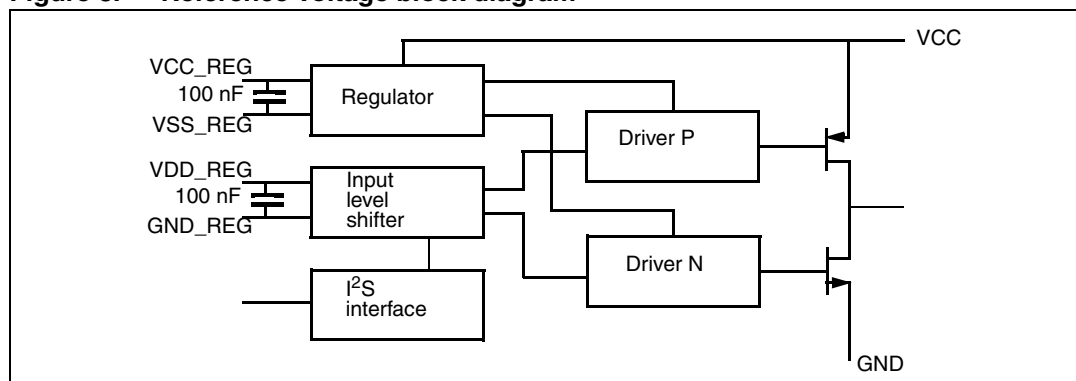 Figure Reference voltage block diagram
VCC
VCC_REG
100 nF
VSS_REG
Regulator
Driver P
VDD_REG
100 nF
GND_REG
Input
level
shifter
Driver N
I²S
interface
GND